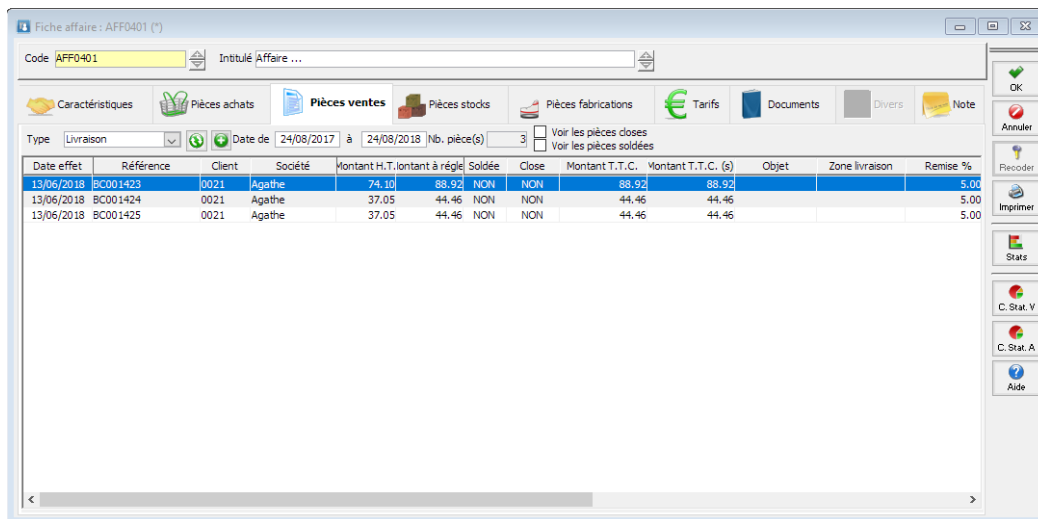 Fiche affaire : AFF0401 (*)
Code AFF0401 Intitulé Affaire ...
Caractéristiques Pièces achats Pièces ventes Pièces stocks Pièces fabrications Tarifs Documents Divers Note
Type Livraison Date de 24/08/2017 à 24/08/2018 Nb. pièce(s) 3 Voir les pièces closes
Voir les pièces soldées
Date effet Référence Client Société Montant H.T. Montant à régle Soldée Close Montant T.T.C. Montant T.T.C. (s) Objet Zone livraison Remise %
13/06/2018 BC001423 0021 Agathe 74.10 88.92 NON NON 88.92 88.92 5.00
13/06/2018 BC001424 0021 Agathe 37.05 44.46 NON NON 44.46 44.46 5.00
13/06/2018 BC001425 0021 Agathe 37.05 44.46 NON NON 44.46 44.46 5.00
OK
Annuler
Recoder
Imprimer
Stats
C. Stat. V
C. Stat. A
Aide